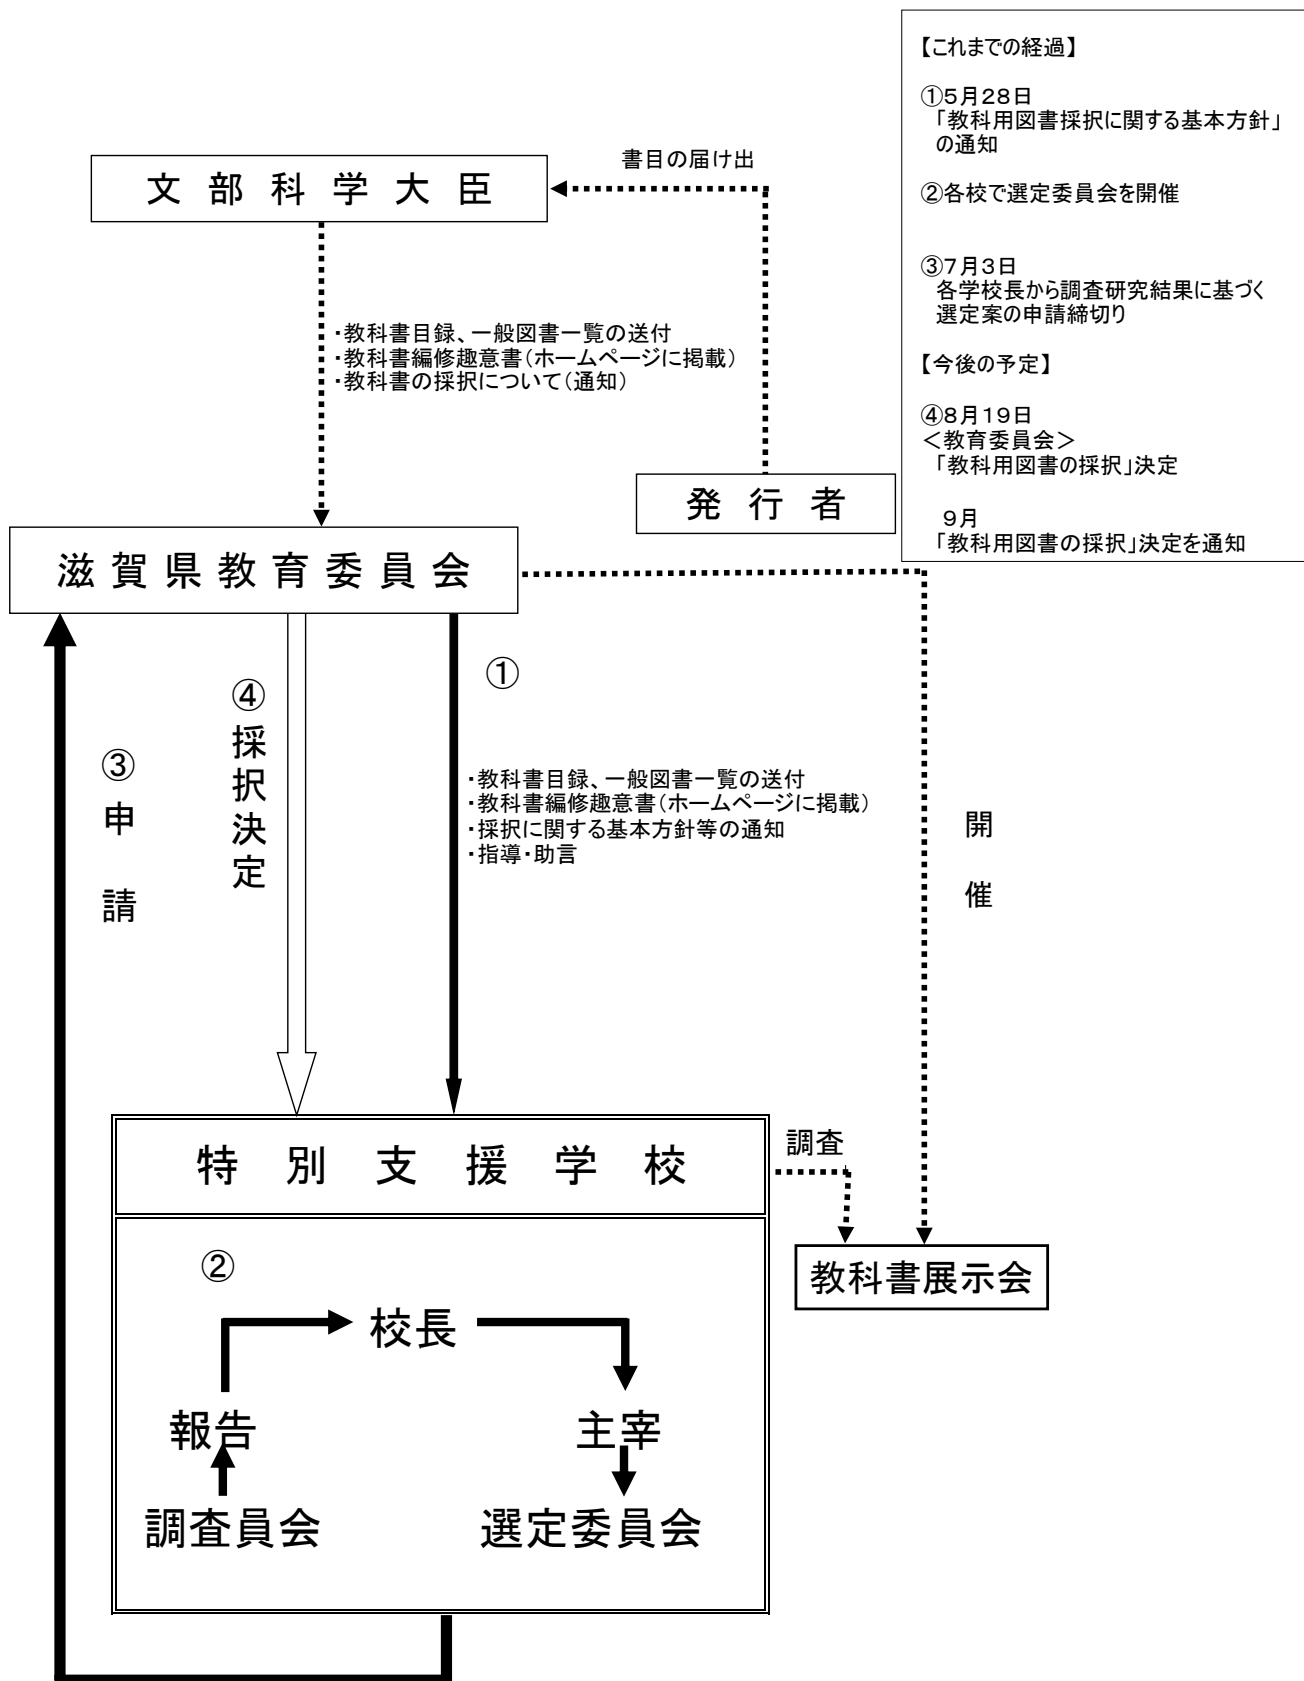 【これまでの経過】
①5月28日
「教科用図書採択に関する基本方針」
の通知
②各校で選定委員会を開催
③7月3日
各学校長から調査研究結果に基づく
選定案の申請締切り
【今後の予定】
④8月19日
＜教育委員会＞
「教科用図書の採択」決定
9月
「教科用図書の採択」決定を通知
書目の届け出
文部科学大臣
・教科書目録、一般図書一覧の送付
・教科書編修趣意書(ホームページに掲載)
・教科書の採択について(通知)
発行者
滋賀県教育委員会
①
④採択決定
③申請
・教科書目録、一般図書一覧の送付
・教科書編修趣意書(ホームページに掲載)
・採択に関する基本方針等の通知
・指導・助言
開催
特別支援学校
調査
教科書展示会
②
校長
報告
主宰
調査員会
選定委員会